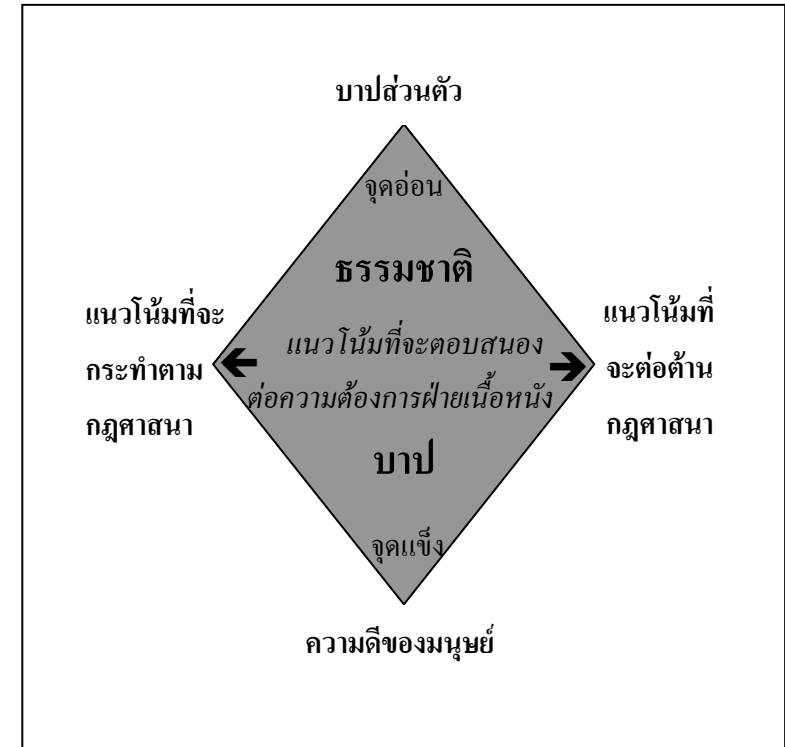 บาปส่วนตัว
จุดอ่อน
ธรรมชาติ
แนวโน้มที่จะ
กระทำตาม
กฎศาสนา
แนวโน้มที่จะตอบสนอง
ต่อความต้องการฝ่ายเนื้อหนัง
แนวโน้มที่
จะต่อต้าน
กฎศาสนา
บาป
จุดแข็ง
ความดีของมนุษย์